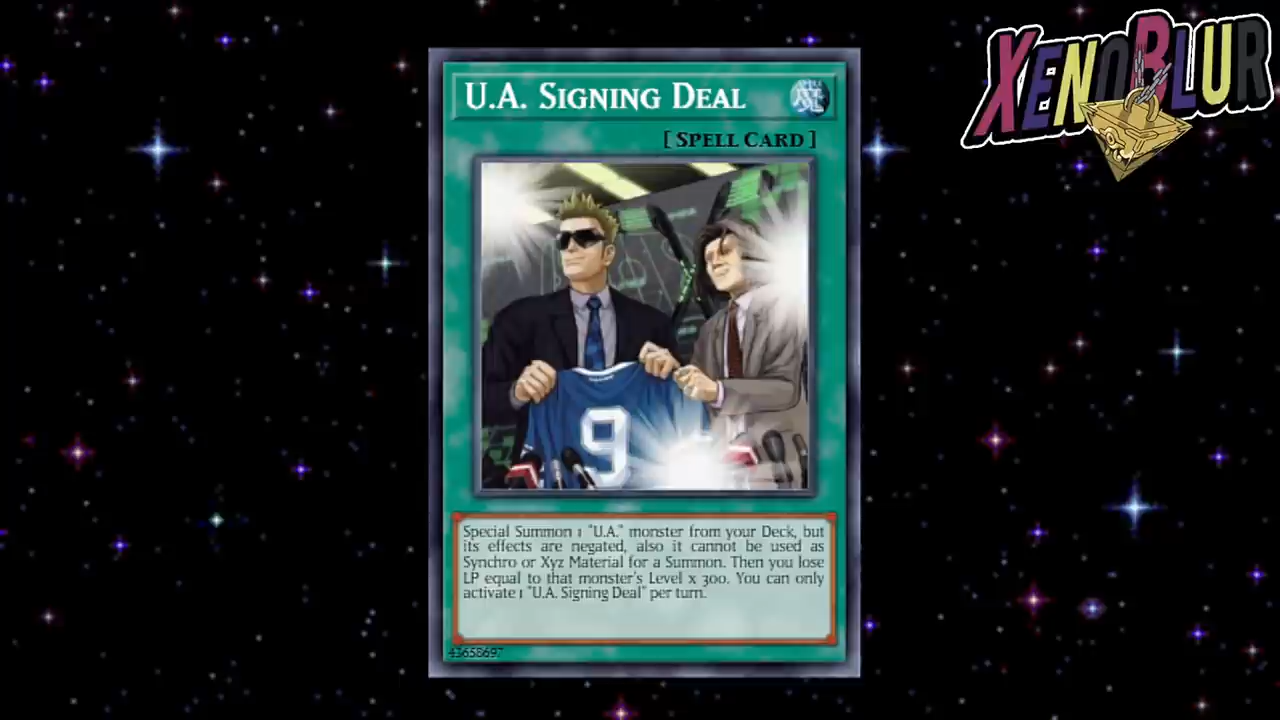 XENOBLUR
U.A. SIGNING DEAL
[ SPELL CARD ]
9
Special Summon 1 "U.A." monster from your Deck, but
its effects are negated, also it cannot be used as
Synchro or Xyz Material for a Summon. Then you lose
LP equal to that monster's Level x 300. You can only
activate 1 "U.A. Signing Deal" per turn.
43658697